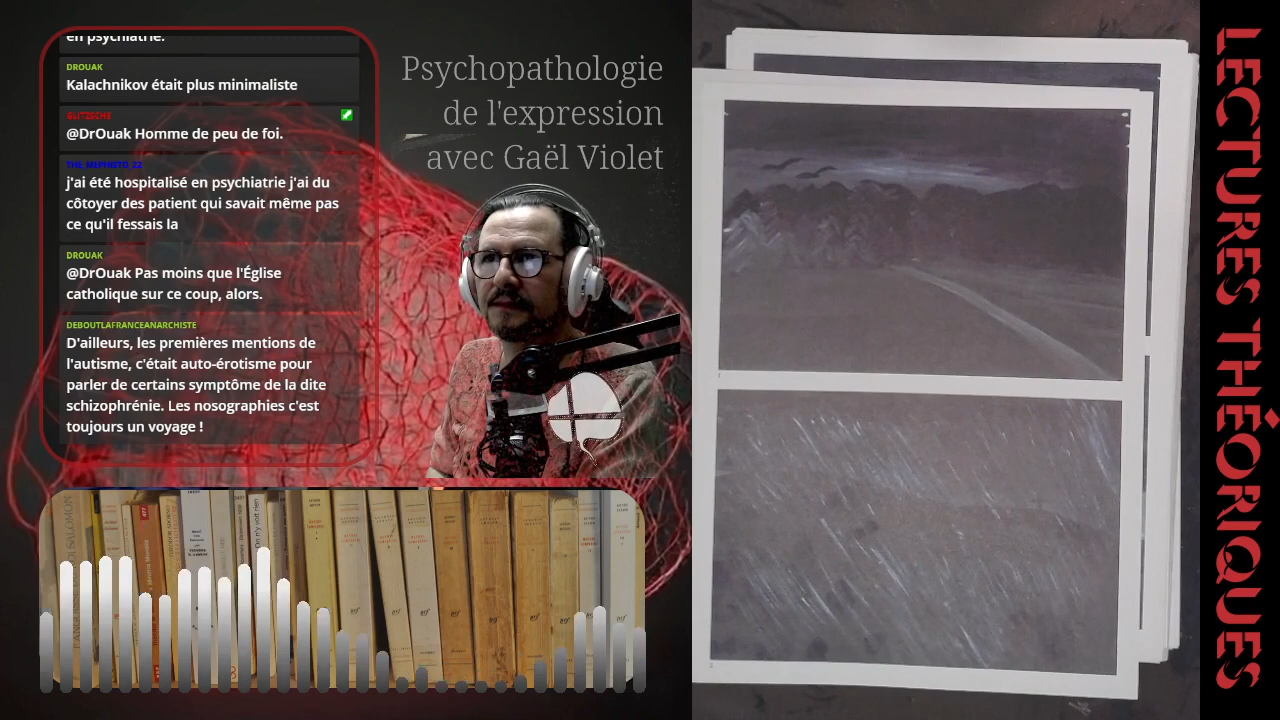 en psychiatrie.
DROUAK
Kalachnikov était plus minimaliste
GLITZSCHE
@DrOuak Homme de peu de foi.
THE_MEPHISTO_22
j'ai été hospitalisé en psychiatrie j'ai du
côtoyer des patient qui savait même pas
ce qu'il fessais la
DROUAK
@DrOuak Pas moins que l'Église
catholique sur ce coup, alors.
DEBOUTLAFRANCEANARCHISTE
D'ailleurs, les premières mentions de
l'autisme, c'était auto-érotisme pour
parler de certains symptôme de la dite
schizophrénie. Les nosographies c'est
toujours un voyage !
Psychopathologie
de l'expression
avec Gaël Violet
LECTURES THÉORIQUES